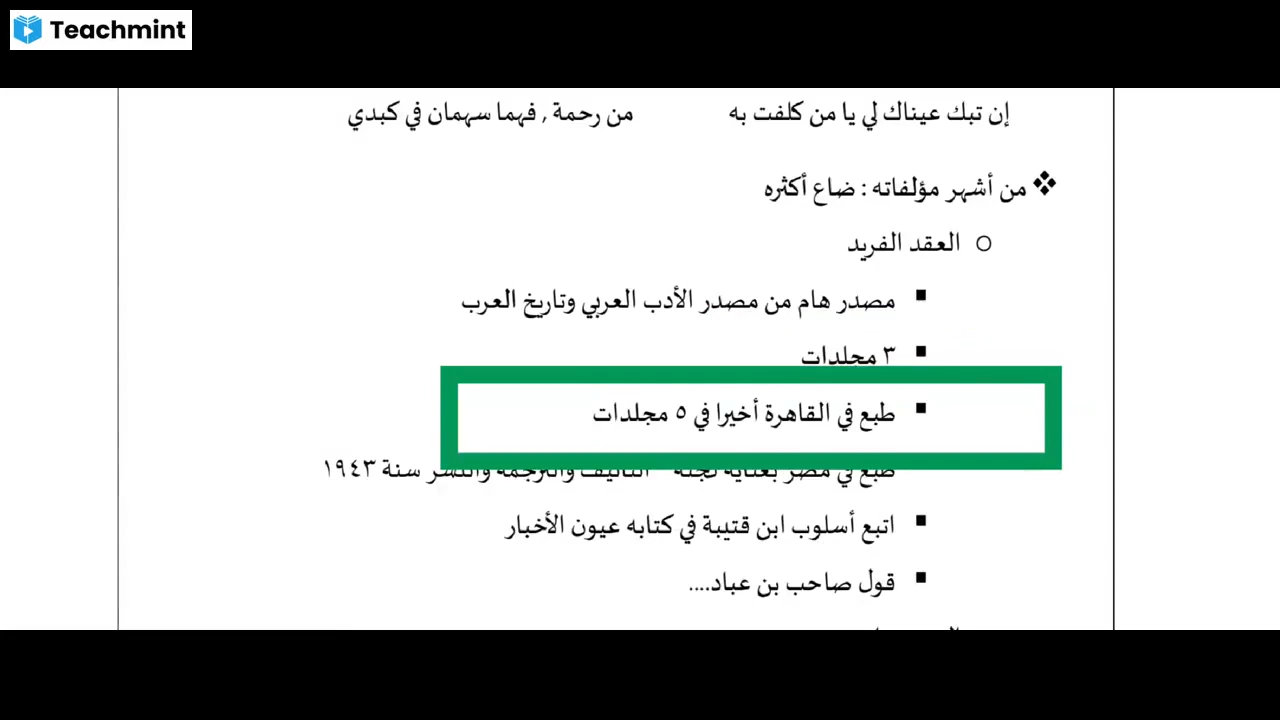 Teachmint
إن تبك عيناك لي يا من كلفت به من رحمة , فهما سهمان في كبدي
❖ من أشهر مؤلفاته : ضاع أكثره
o العقد الفريد
▪ مصدر هام من مصدر الأدب العربي وتاريخ العرب
▪ ٣ مجلدات
▪ طبع في القاهرة أخيرا في ٥ مجلدات
طبع في مصر بعناية لجنة التأليف والترجمة والنشر سنة ١٩٤٣
▪ اتبع أسلوب ابن قتيبة في كتابه عيون الأخبار
▪ قول صاحب بن عباد....